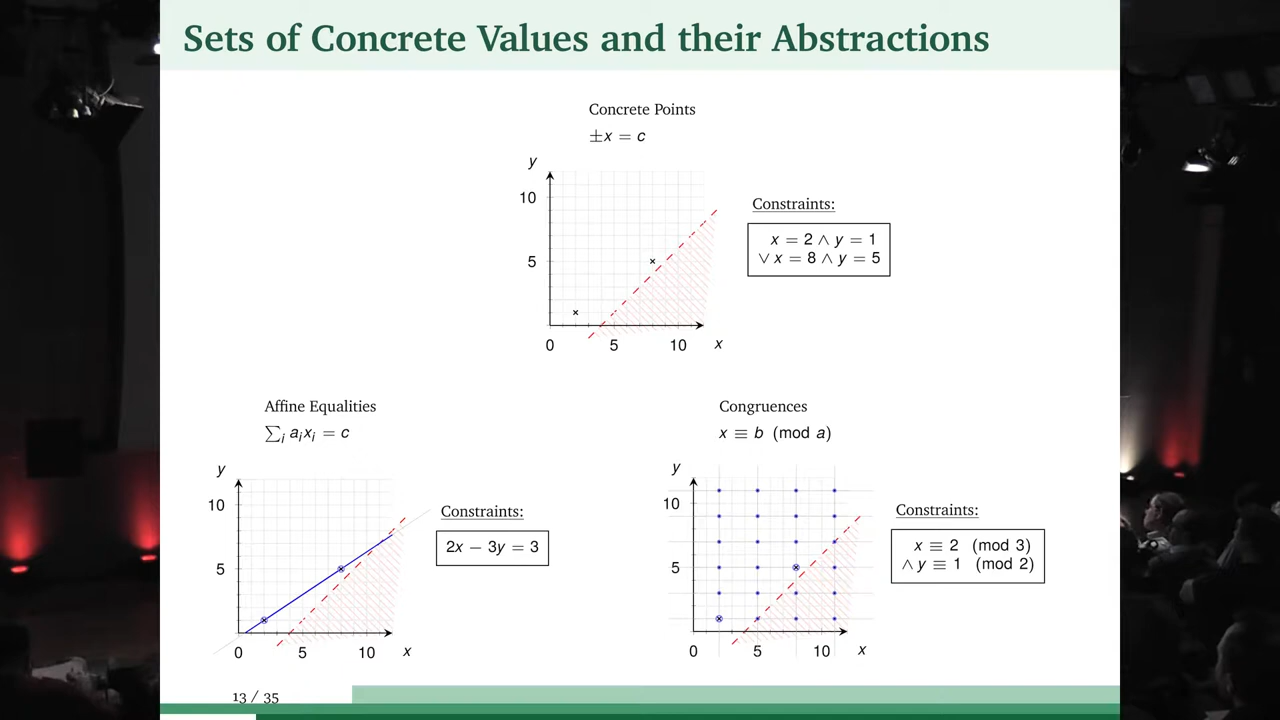 Sets of Concrete Values and their Abstractions
Concrete Points
±x = c
y
10
5
0 5 10 x
Constraints:
x = 2 ∧ y = 1
∨ x = 8 ∧ y = 5
Affine Equalities
∑ᵢ aᵢxᵢ = c
y
10
5
0 5 10 x
Constraints:
2x − 3y = 3
Congruences
x ≡ b (mod a)
y
10
5
0 5 10 x
Constraints:
x ≡ 2 (mod 3)
∧ y ≡ 1 (mod 2)
13 / 35